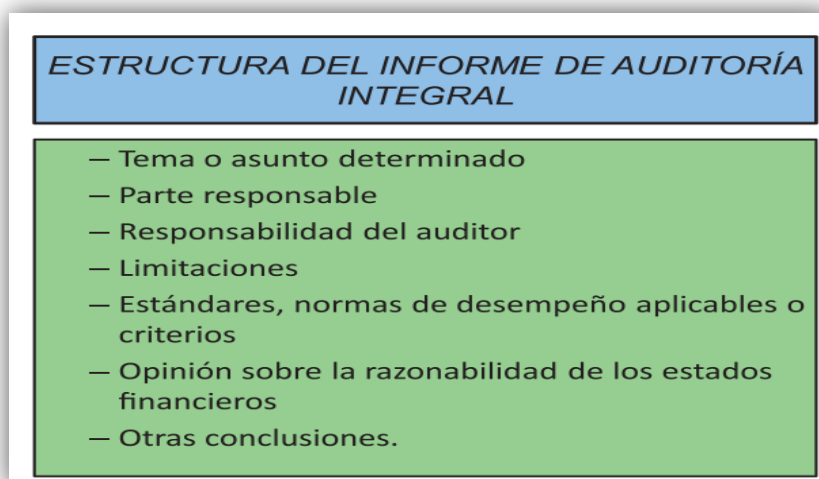 ESTRUCTURA DEL INFORME DE AUDITORÍA
INTEGRAL
— Tema o asunto determinado
— Parte responsable
— Responsabilidad del auditor
— Limitaciones
— Estándares, normas de desempeño aplicables o
criterios
— Opinión sobre la razonabilidad de los estados
financieros
— Otras conclusiones.